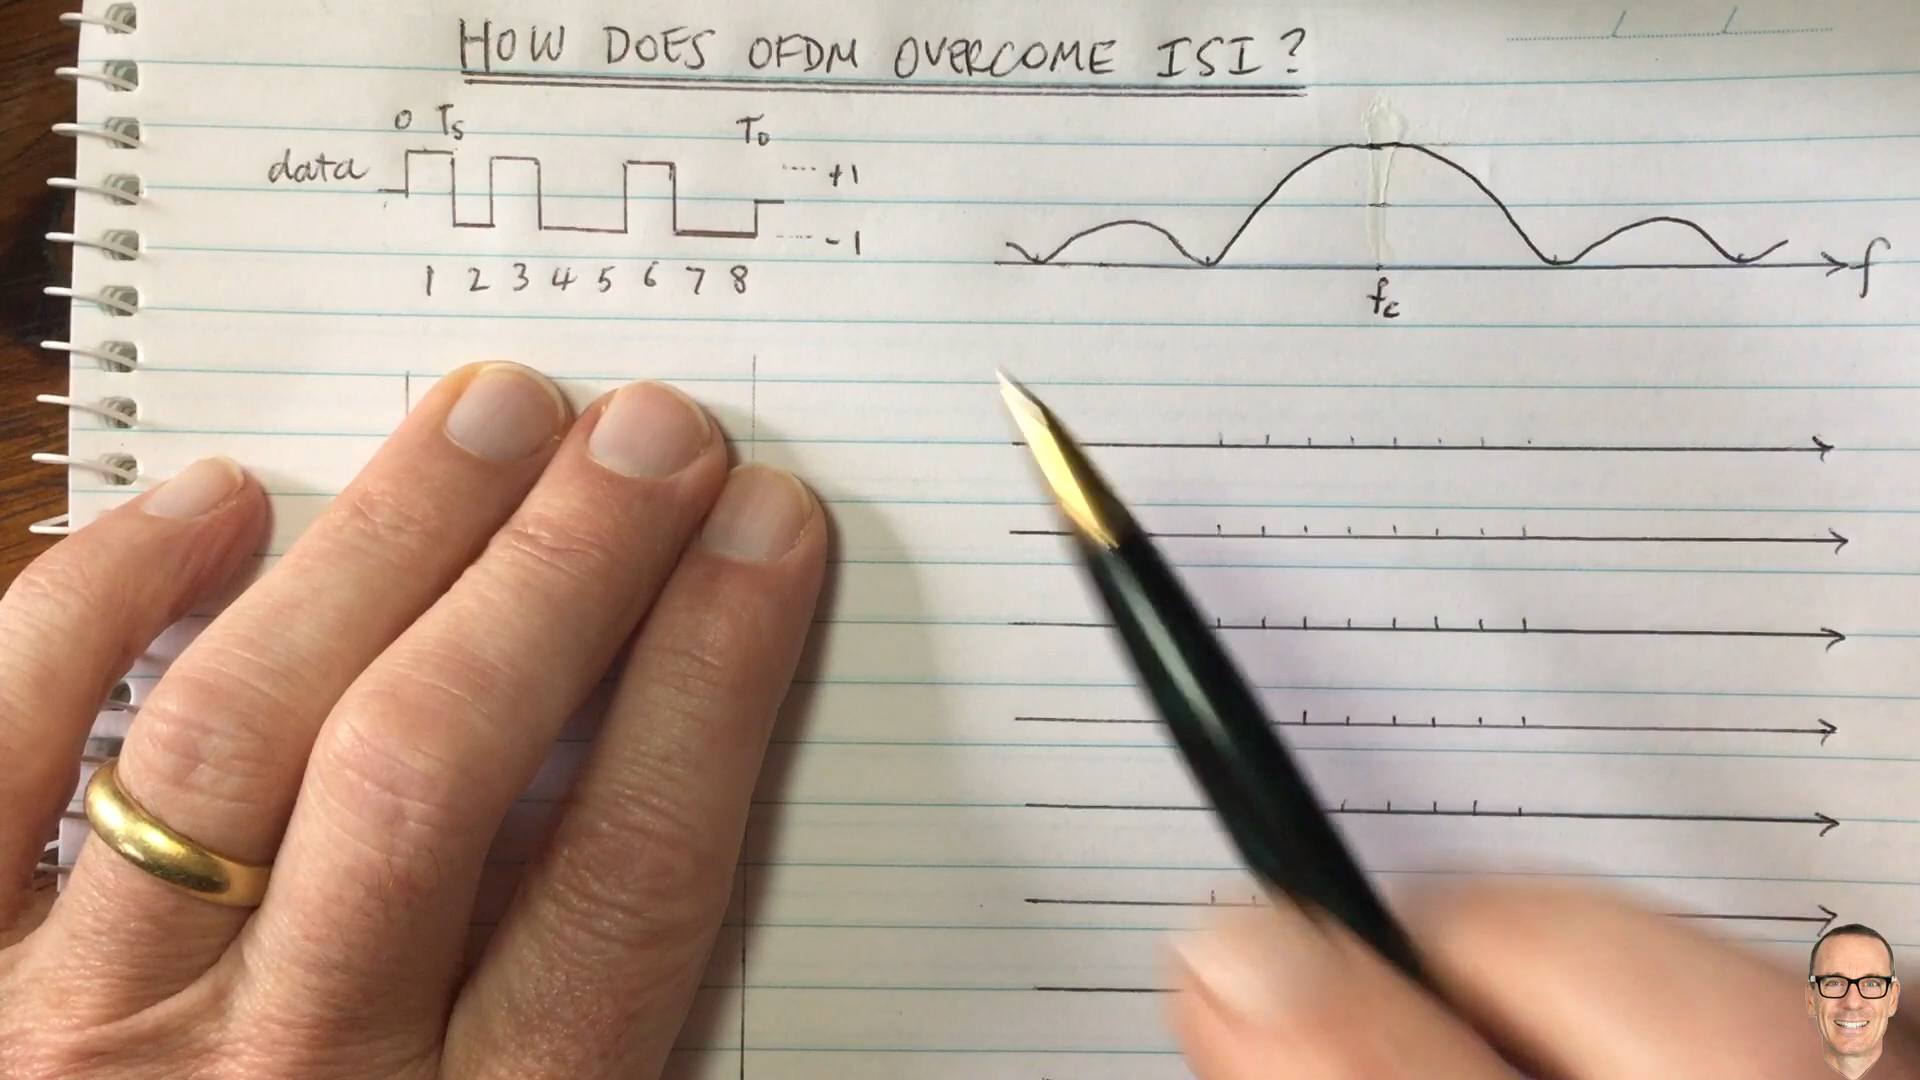 HOW DOES OFDM OVERCOME ISI?
0 Ts To
data +1
-1
1 2 3 4 5 6 7 8
f
fc